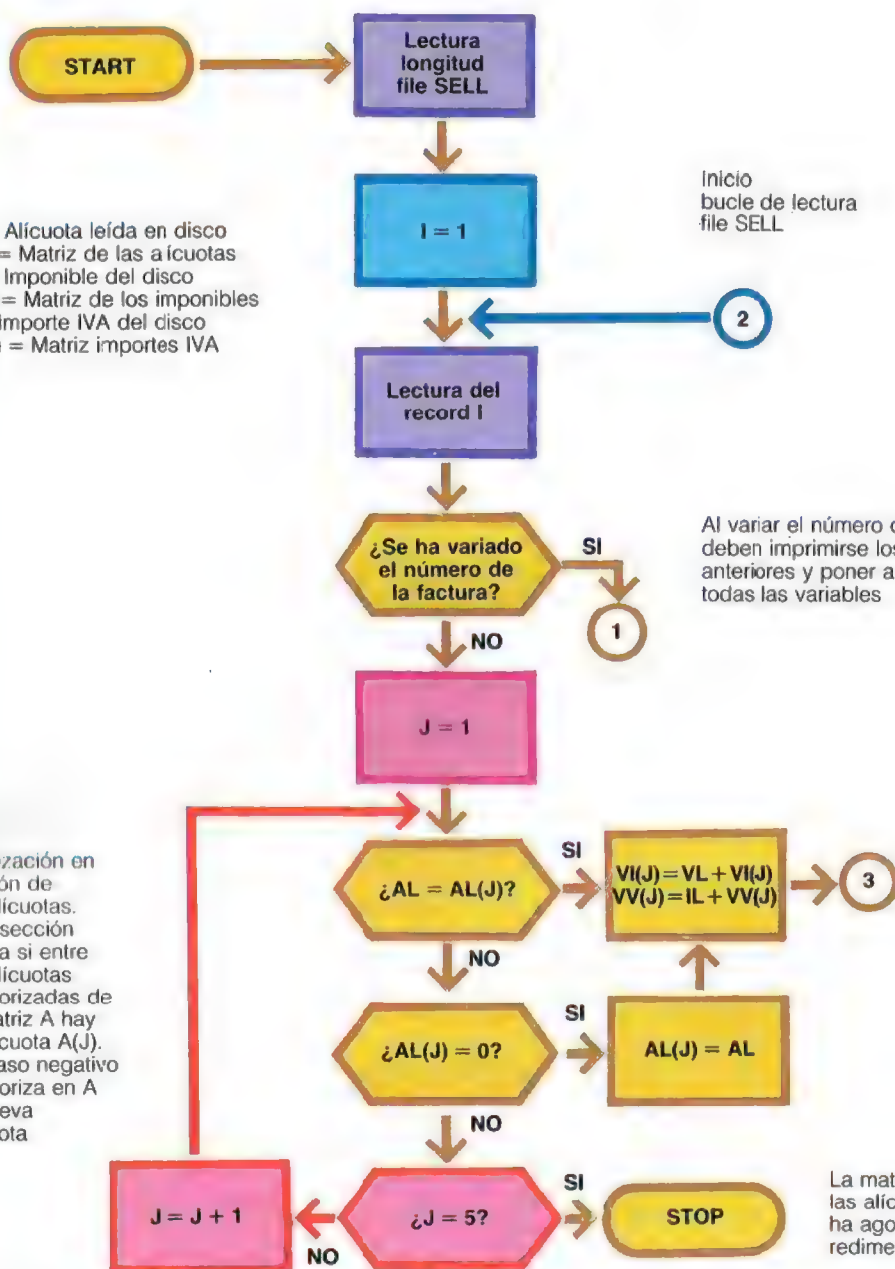 START
Lectura
longitud
file SELL
I = 1
Inicio
bucle de lectura
file SELL
Alícuota leída en disco
= Matriz de las a ícuotas
Imponible del disco
= Matriz de los imponibles
importe IVA del disco
= Matriz importes IVA
2
Lectura del
record I
¿Se ha variado
el número de
la factura?
SI
1
NO
Al variar el número
deben imprimirse los
anteriores y poner a
todas las variables
J = 1
ización en
ón de
lícuotas.
sección
a si entre
lícuotas
orizadas de
atriz A hay
cuota A(J).
aso negativo
oriza en A
eva
ota
¿AL = AL(J)?
SI
VI(J) = VL + VI(J)
VV(J) = IL + VV(J)
3
NO
¿AL(J) = 0?
SI
AL(J) = AL
NO
J = J + 1
NO
¿J = 5?
SI
STOP
La mat
las alíc
ha ago
redime